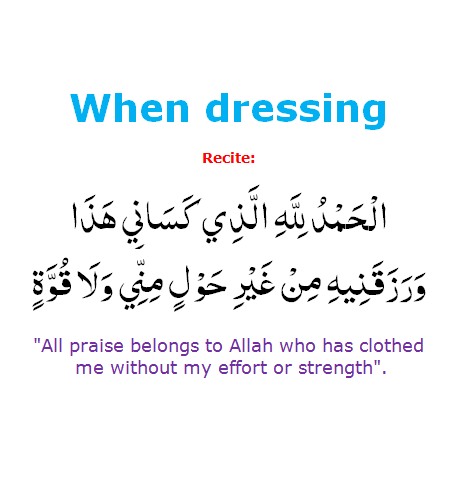 When dressing
Recite:
الْحَمْدُ لِلَّهِ الَّذِي كَسَانِي هَذَا
وَرَزَقَنِيهِ مِنْ غَيْرِ حَوْلٍ مِنِّي وَلَا قُوَّةٍ
"All praise belongs to Allah who has clothed
me without my effort or strength".